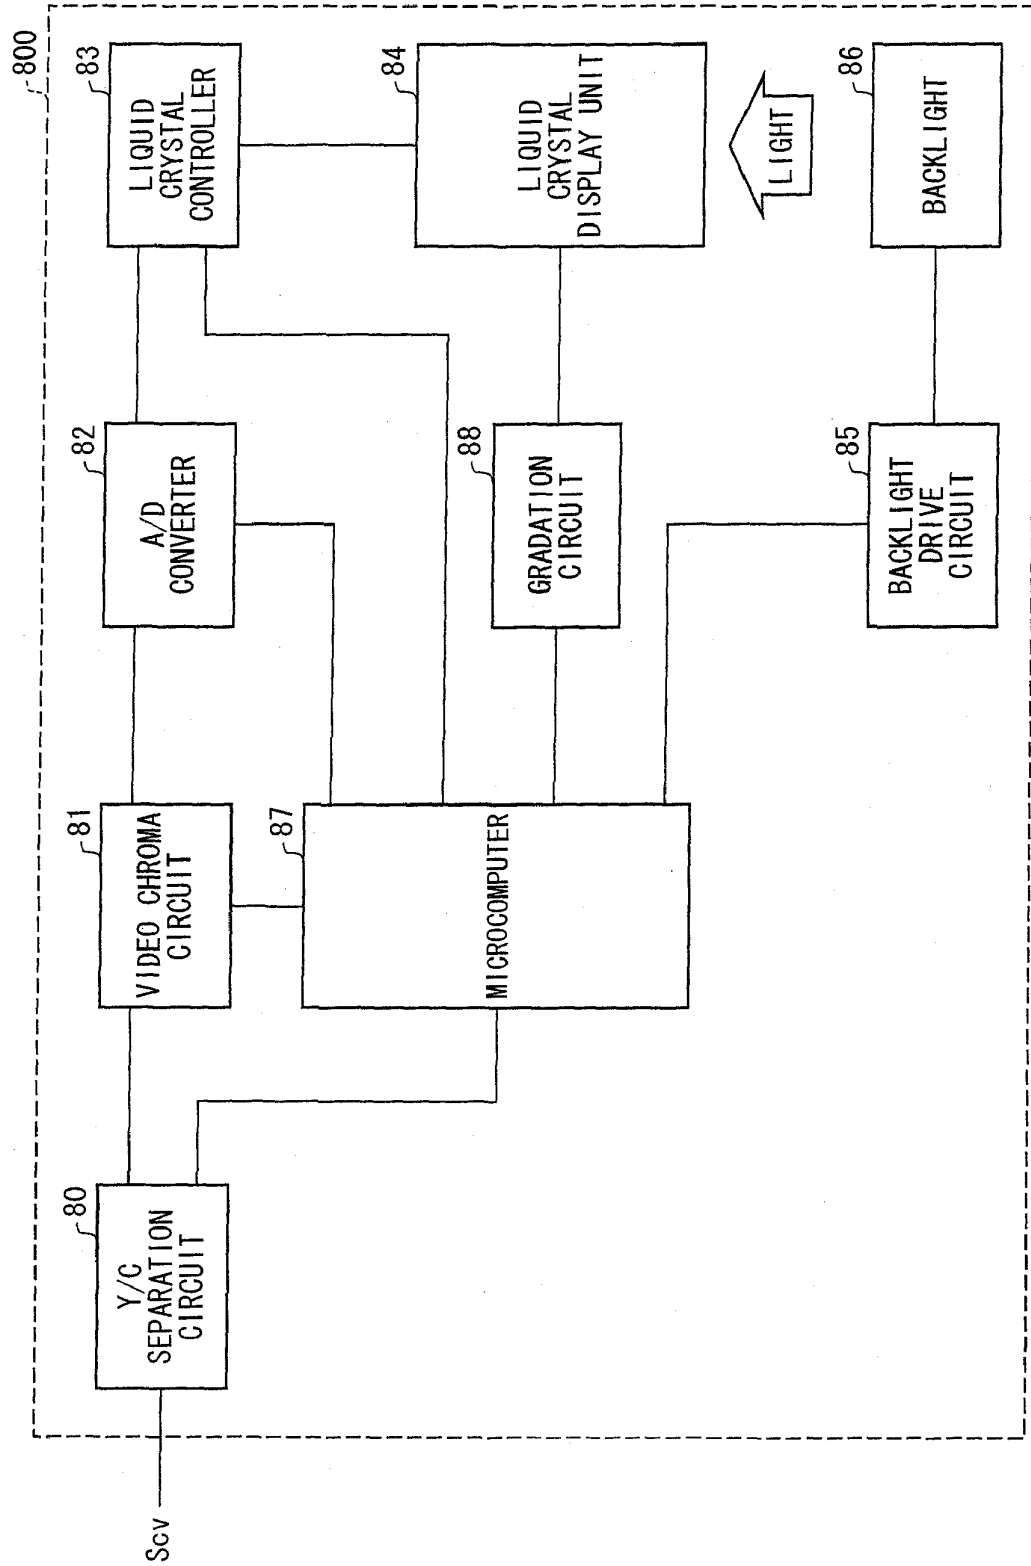 800
80
Y/C
SEPARATION
CIRCUIT
81
VIDEO CHROMA
CIRCUIT
82
A/D
CONVERTER
83
LIQUID
CRYSTAL
CONTROLLER
Scv
87
MICROCOMPUTER
88
GRADATION
CIRCUIT
84
LIQUID
CRYSTAL
DISPLAY UNIT
LIGHT
85
BACKLIGHT
DRIVE
CIRCUIT
86
BACKLIGHT